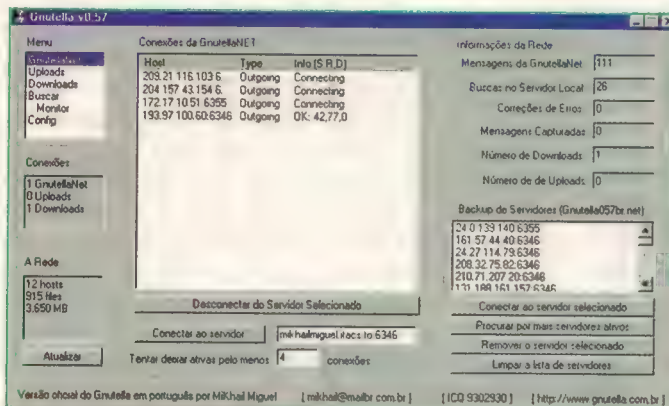 Gnutella v0.57
Menu
GnutellaNet
Uploads
Downloads
Buscar
Monitor
Config
Conexões
1 GnutellaNet
0 Uploads
1 Downloads
A Rede
12 hosts
915 files
3.650 MB
Atualizar
Conexões da GnutellaNET
Host Type Info (S,R,D)
209.21.116.103:6 Outgoing Connecting
204.157.43.154:6. Outgoing Connecting
172.17.10.51:6355 Outgoing Connecting
193.97.100.60:6346 Outgoing OK: 42,77,0
Desconectar do Servidor Selecionado
Conectar ao servidor
mikhailmiguel.itacs.to:6346
Tentar deixar ativas pelo menos 4 conexões
Informações da Rede
Mensagens da GnutellaNet 111
Buscas no Servidor Local 26
Correções de Erros 0
Mensagens Capturadas 0
Número de Downloads 1
Número de de Uploads 0
Backup de Servidores (Gnutella057br.net)
24.0.139.140:6355
161.57.44.40:6346
24.27.114.79:6346
208.32.75.82:6346
210.71.207.20:6346
131.188.161.157:6346
Conectar ao servidor selecionado
Procurar por mais servidores ativos
Remover o servidor selecionado
Limpar a lista de servidores
Versão oficial do Gnutella em português por MiKhail Miguel [mikhail@mailbr.com.br] [ICQ 9302930] [http://www.gnutella.com.br]